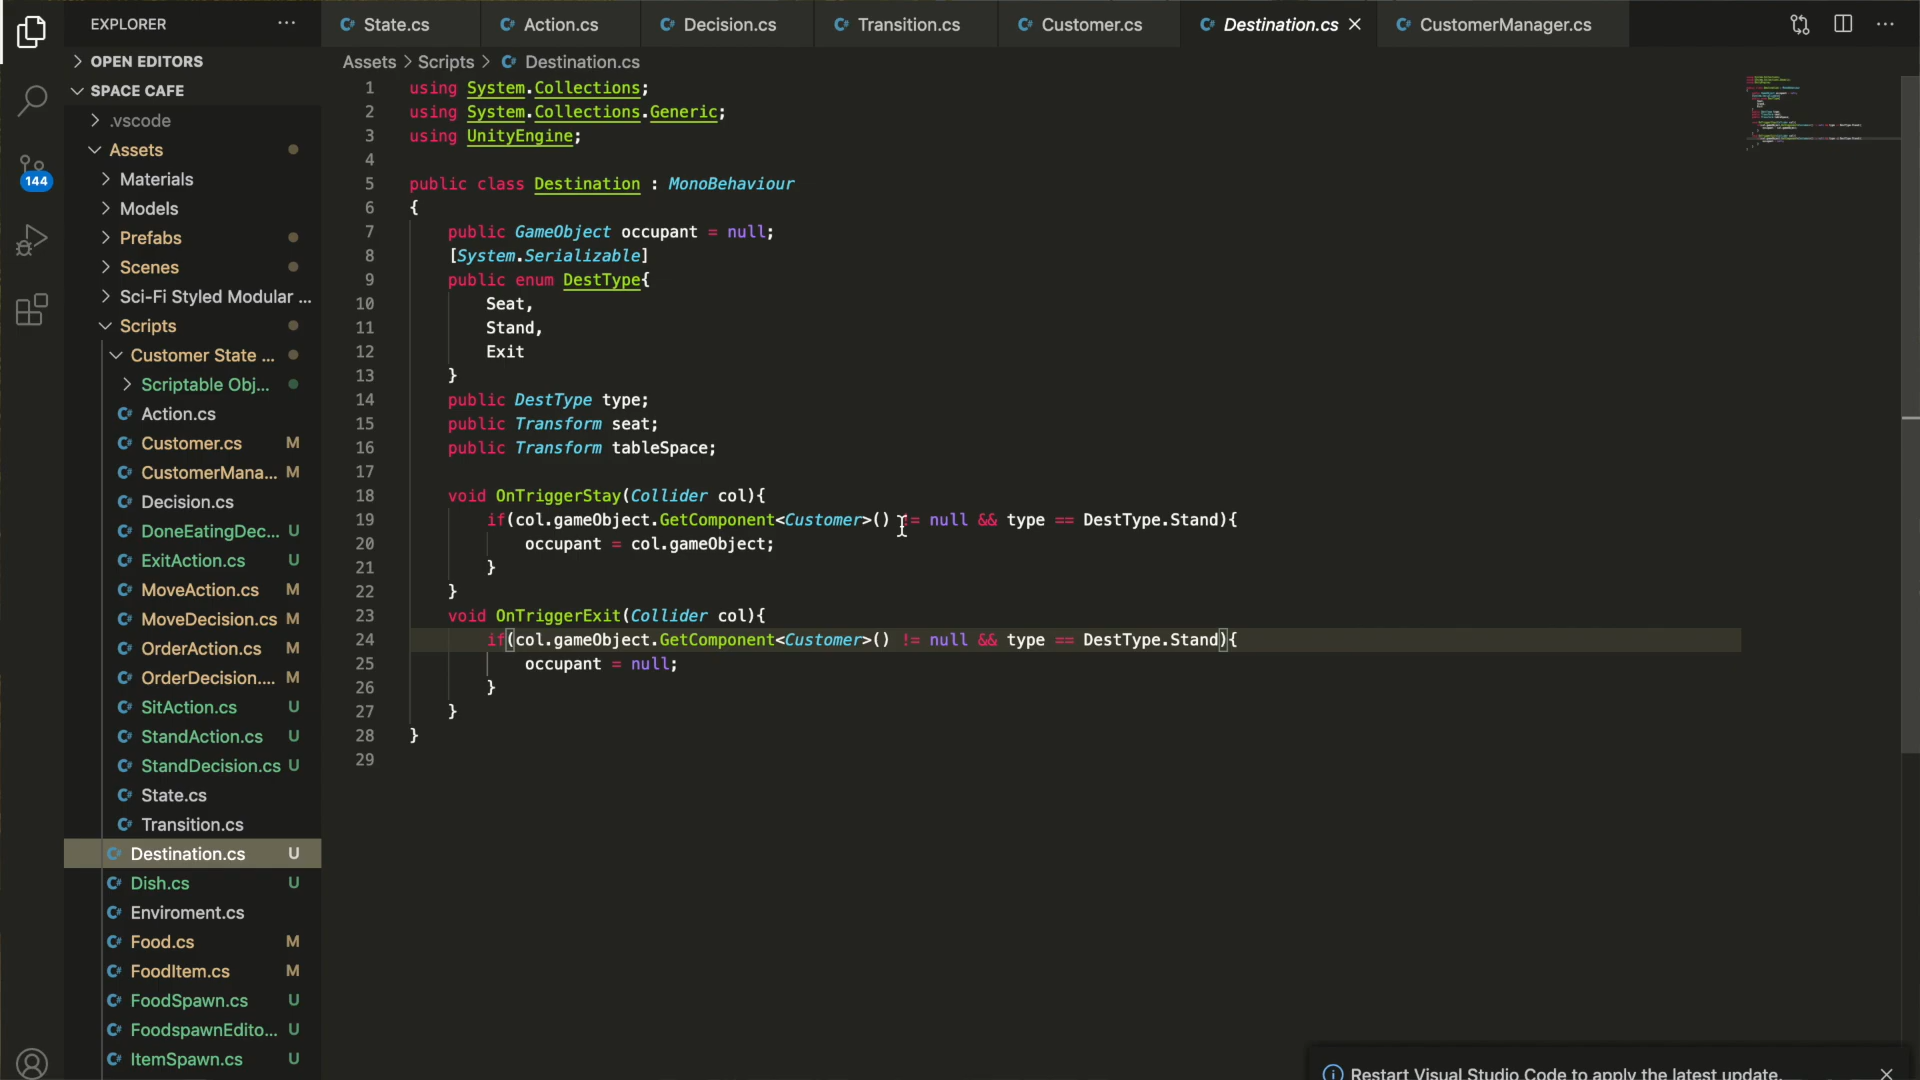 EXPLORER
State.cs
Action.cs
Decision.cs
Transition.cs
Customer.cs
Destination.cs
CustomerManager.cs
OPEN EDITORS
SPACE CAFE
.vscode
Assets
Materials
Models
Prefabs
Scenes
Sci-Fi Styled Modular ...
Scripts
Customer State ...
Scriptable Obj...
Action.cs
Customer.cs M
CustomerMana... M
Decision.cs
DoneEatingDec... U
ExitAction.cs U
MoveAction.cs M
MoveDecision.cs M
OrderAction.cs M
OrderDecision.... M
SitAction.cs U
StandAction.cs U
StandDecision.cs U
State.cs
Transition.cs
Destination.cs U
Dish.cs U
Enviroment.cs
Food.cs M
FoodItem.cs M
FoodSpawn.cs U
FoodspawnEdito... U
ItemSpawn.cs U
144
Assets > Scripts > Destination.cs
1 using System.Collections;
2 using System.Collections.Generic;
3 using UnityEngine;
4
5 public class Destination : MonoBehaviour
6 {
7 public GameObject occupant = null;
8 [System.Serializable]
9 public enum DestType{
10 Seat,
11 Stand,
12 Exit
13 }
14 public DestType type;
15 public Transform seat;
16 public Transform tableSpace;
17
18 void OnTriggerStay(Collider col){
19 if(col.gameObject.GetComponent<Customer>() != null && type == DestType.Stand){
20 occupant = col.gameObject;
21 }
22 }
23 void OnTriggerExit(Collider col){
24 if(col.gameObject.GetComponent<Customer>() != null && type == DestType.Stand){
25 occupant = null;
26 }
27 }
28 }
29
Restart Visual Studio Code to apply the latest update.